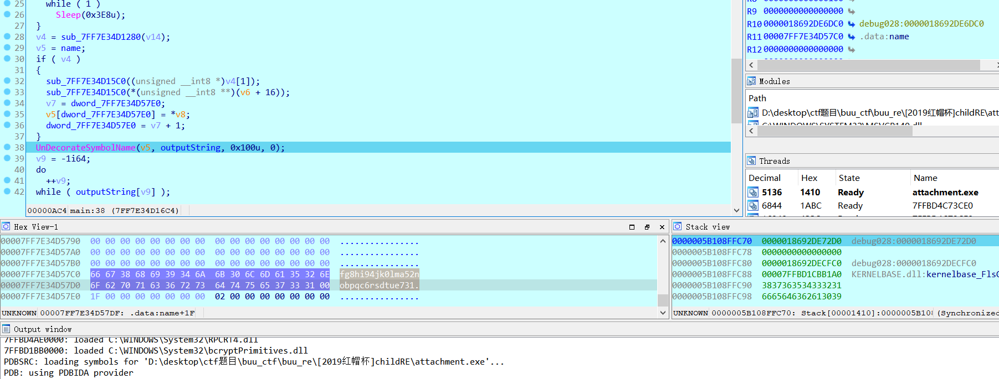 25 while ( 1 )
26 Sleep(0x3E8u);
27 }
28 v4 = sub_7FF7E34D1280(v14);
29 v5 = name;
30 if ( v4 )
31 {
32 sub_7FF7E34D15C0((unsigned __int8 *)v4[1]);
33 sub_7FF7E34D15C0(*(unsigned __int8 **)(v6 + 16));
34 v7 = dword_7FF7E34D57E0;
35 v5[dword_7FF7E34D57E0] = *v8;
36 dword_7FF7E34D57E0 = v7 + 1;
37 }
38 UnDecorateSymbolName(v5, outputString, 0x100u, 0);
39 v9 = -1i64;
40 do
41 ++v9;
42 while ( outputString[v9] );
00000AC4 main:38 (7FF7E34D16C4)
R9 0000000000000000
R10 0000018692DE6DC0 debug028:0000018692DE6DC0
R11 00007FF7E34D57C0 .data:name
R12 0000000000000000
Modules
Path
D:\desktop\ctf题目\buu_ctf\buu_re\[2019红帽杯]childRE\att
C:\WINDOWS\SYSTEM32\MSVCP140.dll
Threads
Decimal Hex State Name
5136 1410 Ready attachment.exe
6844 1ABC Ready 7FFBD4C73CE0
Hex View-1
00007FF7E34D5790 00 00 00 00 00 00 00 00 00 00 00 00 00 00 00 00 ................
00007FF7E34D57A0 00 00 00 00 00 00 00 00 00 00 00 00 00 00 00 00 ................
00007FF7E34D57B0 00 00 00 00 00 00 00 00 00 00 00 00 00 00 00 00 ................
00007FF7E34D57C0 66 67 38 68 69 39 34 6A 6B 30 6C 6D 61 35 32 6E fg8hi94jk0lma52n
00007FF7E34D57D0 6F 62 70 71 63 36 72 73 64 74 75 65 37 33 31 00 obpqc6rsdtue731.
00007FF7E34D57E0 1F 00 00 00 00 00 00 00 02 00 00 00 00 00 00 00 ................
UNKNOWN 00007FF7E34D57DF: .data:name+1F
Stack view
0000005B108FFC70 0000018692DE72D0 debug028:0000018692DE72D0
0000005B108FFC78 0000000000000000
0000005B108FFC80 0000018692DECFC0 debug028:0000018692DECFC0
0000005B108FFC88 00007FFBD1CBB1A0 KERNELBASE.dll:kernelbase_FlsG
0000005B108FFC90 3837363534333231
0000005B108FFC98 6665646362613039
UNKNOWN 0000005B108FFC70: Stack[00001410]:0000005B108 (Synchronized
Output window
7FFBD4AE0000: loaded C:\WINDOWS\System32\RPCRT4.dll
7FFBD1BB0000: loaded C:\WINDOWS\System32\bcryptPrimitives.dll
PDBSRC: loading symbols for 'D:\desktop\ctf题目\buu_ctf\buu_re\[2019红帽杯]childRE\attachment.exe'...
PDB: using PDBIDA provider